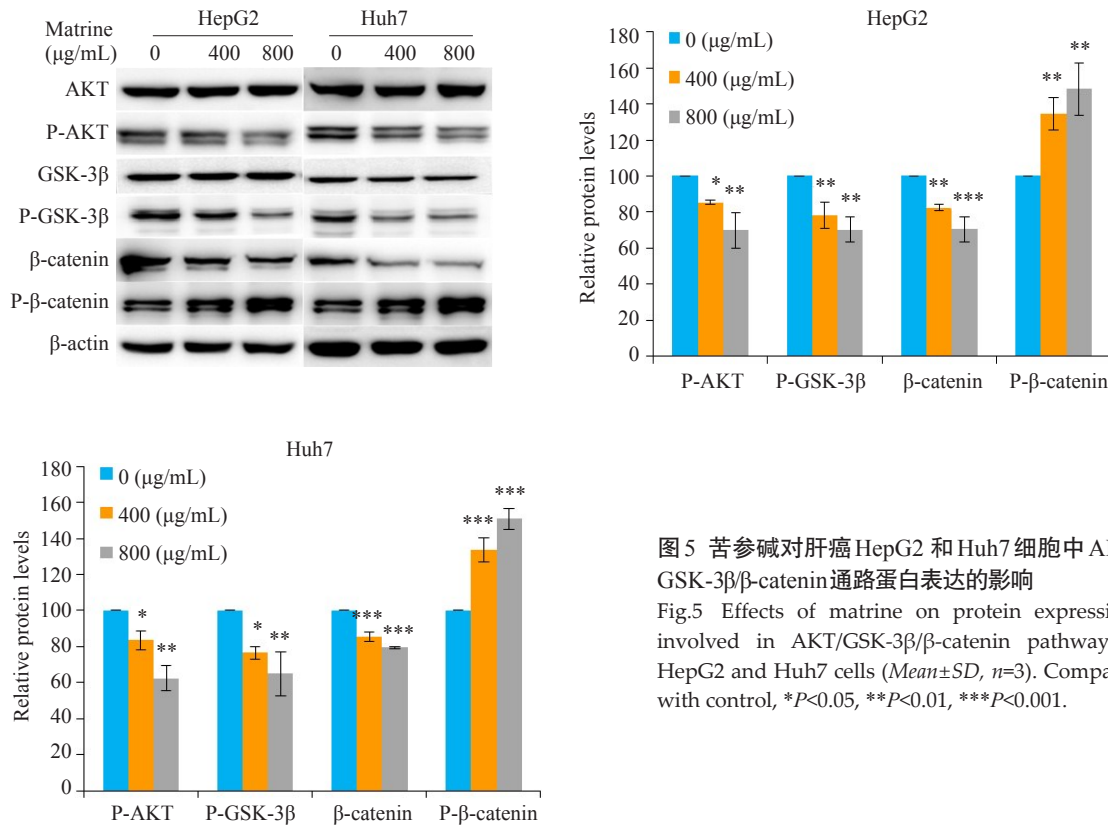 HepG2 Huh7
Matrine
(μg/mL) 0 400 800 0 400 800
AKT
P-AKT
GSK-3β
P-GSK-3β
β-catenin
P-β-catenin
β-actin
HepG2
Relative protein levels
180
160
140
120
100
80
60
40
20
0
0 (μg/mL)
400 (μg/mL)
800 (μg/mL)
* ** ** ** ** *** ** **
P-AKT P-GSK-3β β-catenin P-β-catenin
Huh7
Relative protein levels
180
160
140
120
100
80
60
40
20
0
0 (μg/mL)
400 (μg/mL)
800 (μg/mL)
* ** * ** *** *** *** ***
P-AKT P-GSK-3β β-catenin P-β-catenin
图5 苦参碱对肝癌HepG2 和Huh7细胞中
GSK-3β/β-catenin通路蛋白表达的影响
Fig.5 Effects of matrine on protein
involved in AKT/GSK-3β/β-catenin pathway
HepG2 and Huh7 cells (Mean±SD, n=3).
with control, *P<0.05, **P<0.01, ***P<0.001.